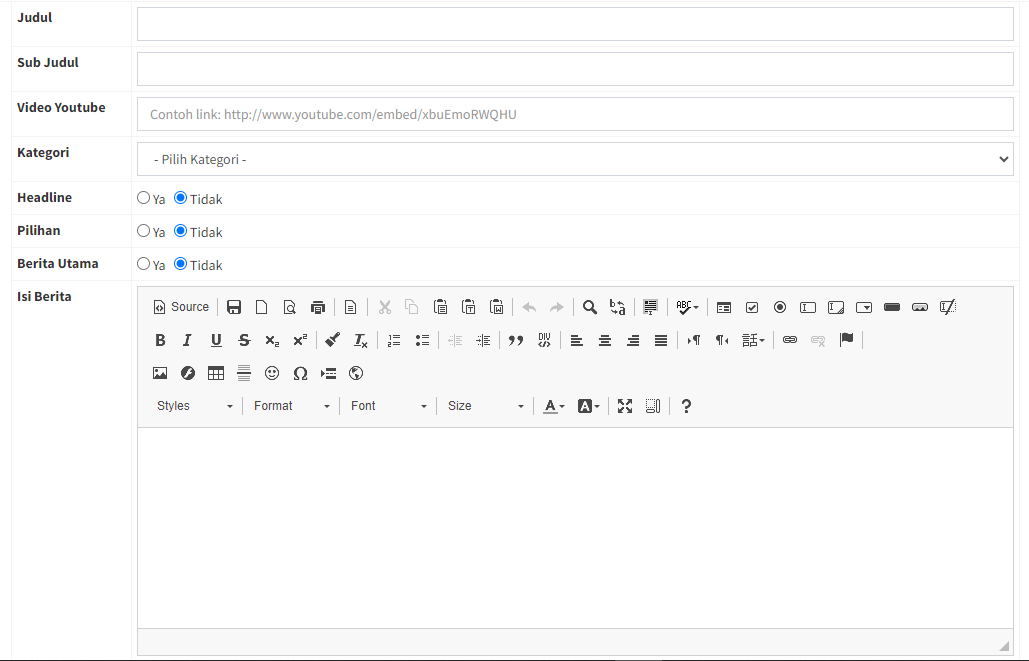 Judul
Sub Judul
Video Youtube
Contoh link: http://www.youtube.com/embed/xbuEmoRWQHU
Kategori
- Pilih Kategori -
Headline
Ya Tidak
Pilihan
Ya Tidak
Berita Utama
Ya Tidak
Isi Berita
Source
Styles Format Font Size